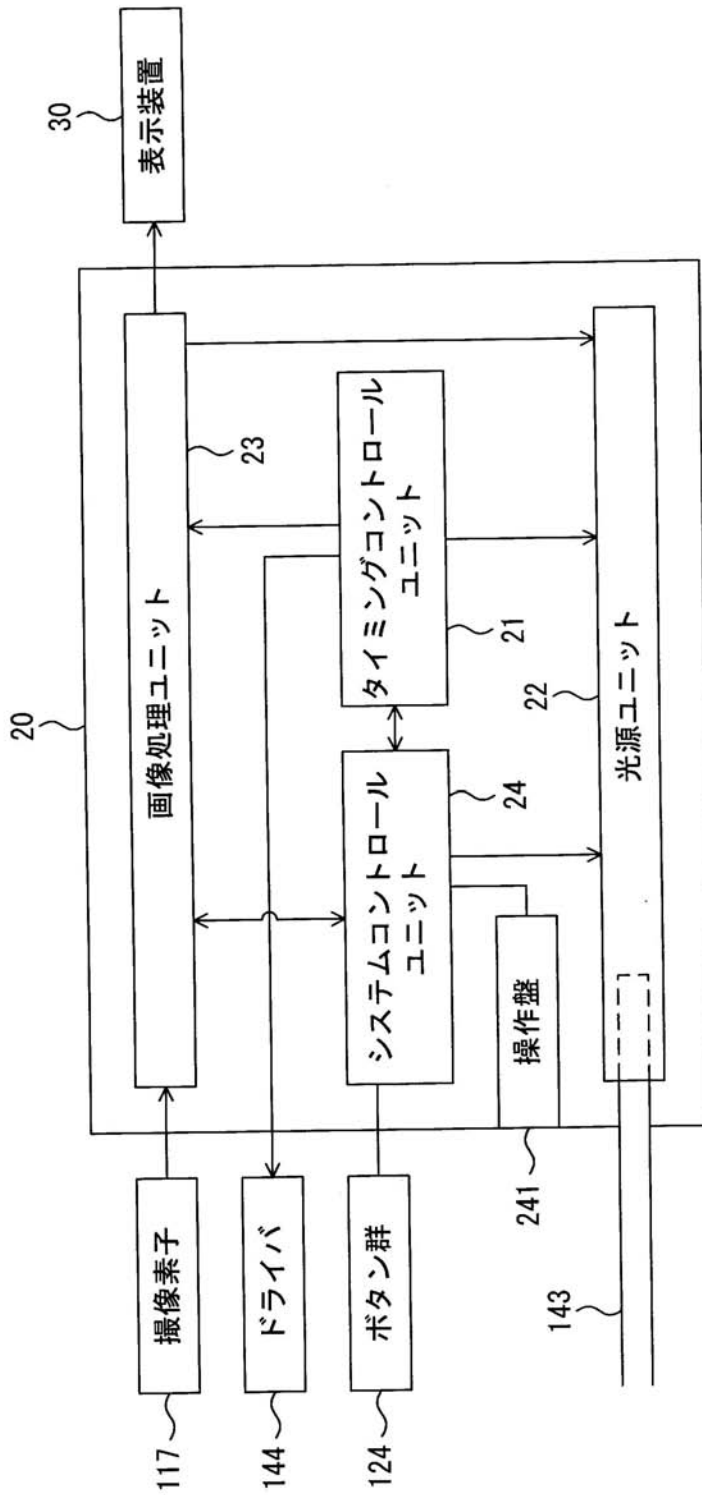 20
30
表示装置
画像処理ユニット
23
撮像素子
117
ドライバ
144
ボタン群
124
システムコントロール
ユニット
24
タイミングコントロール
ユニット
21
操作盤
241
22
光源ユニット
143